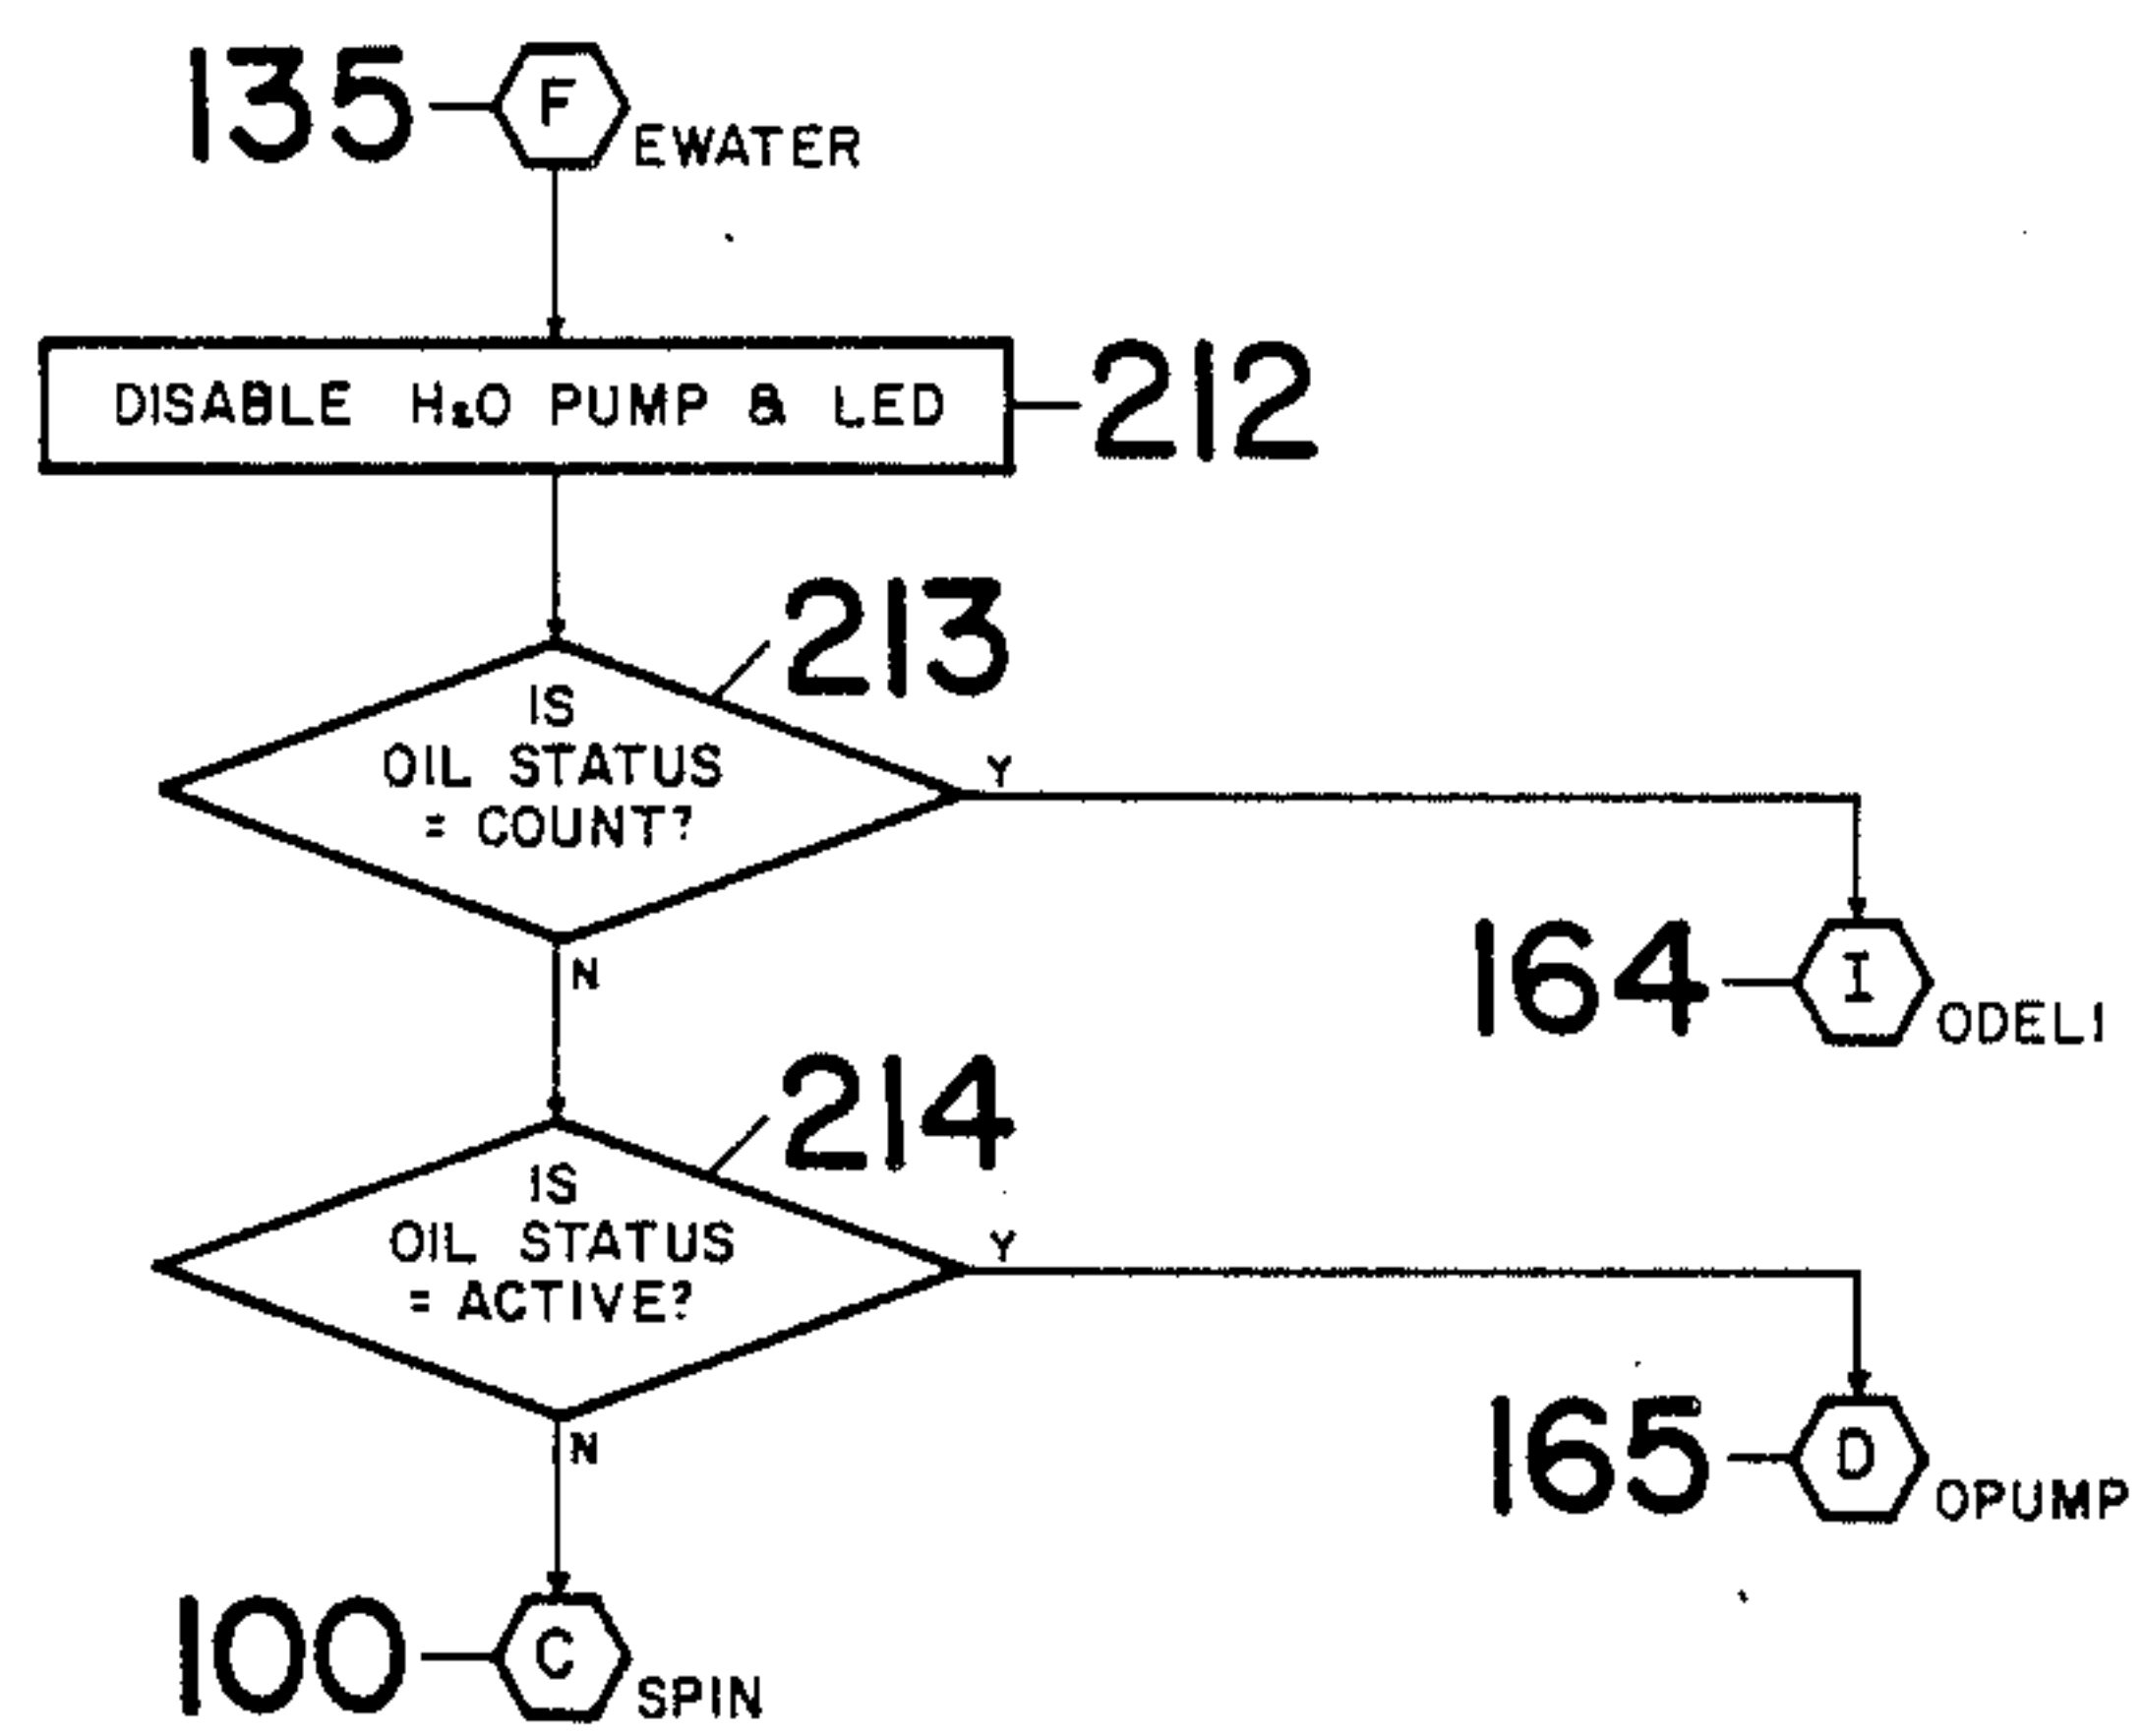 135
F
EWATER
DISABLE H₂O PUMP & LED
212
213
IS
OIL STATUS
= COUNT?
Y
N
164
I
ODEL1
214
IS
OIL STATUS
= ACTIVE?
Y
N
165
D
OPUMP
100
C
SPIN